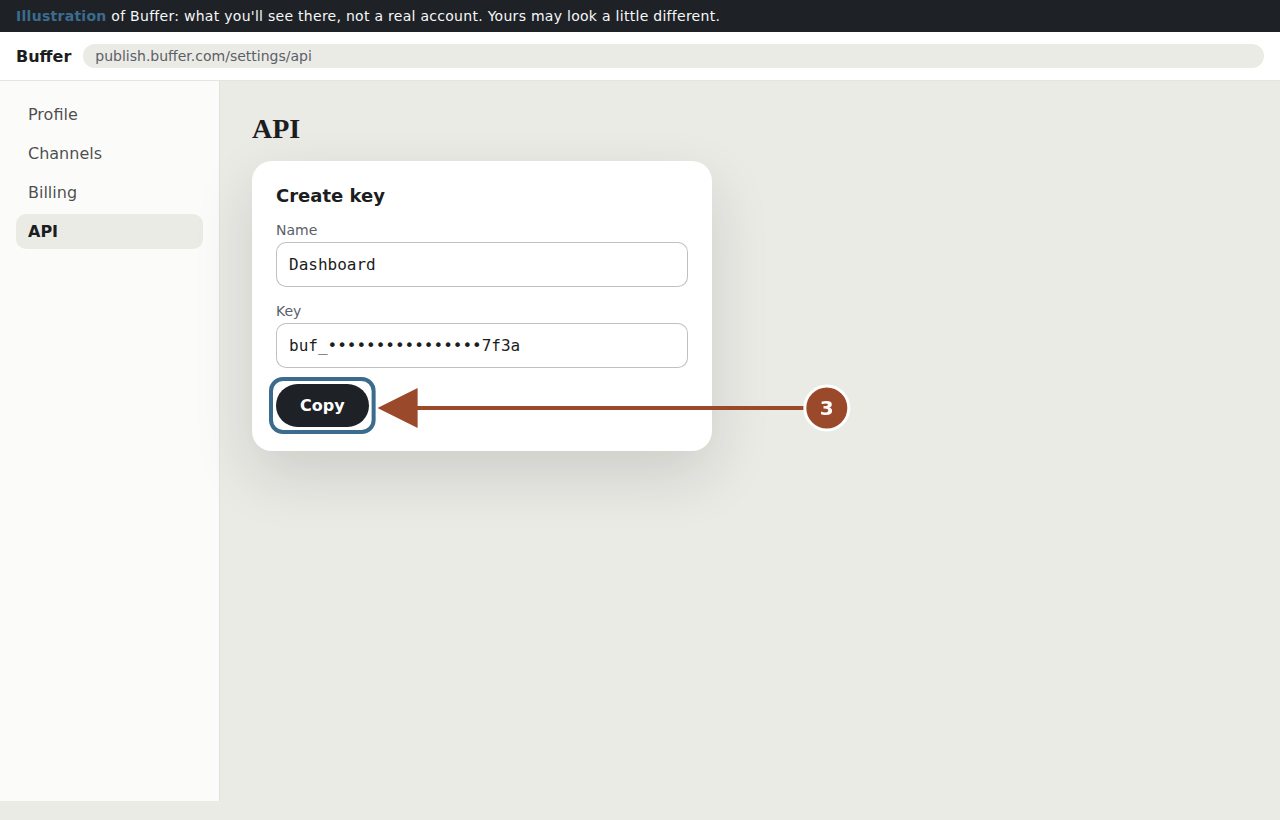 Illustration of Buffer: what you'll see there, not a real account. Yours may look a little different.
Buffer
publish.buffer.com/settings/api
Profile
Channels
Billing
API
API
Create key
Name
Dashboard
Key
buf_••••••••••••••••7f3a
Copy
3